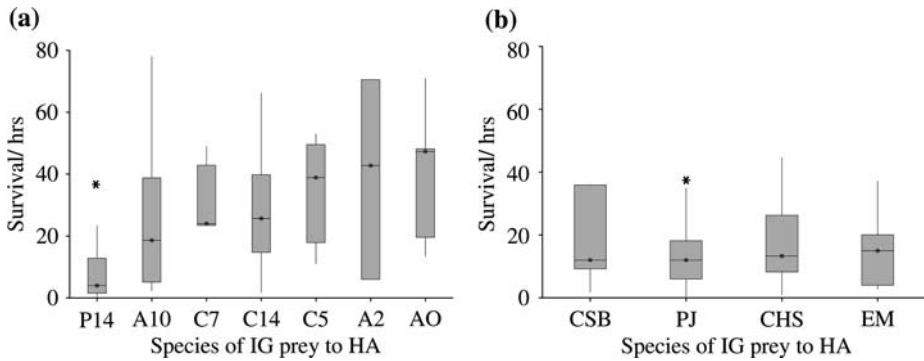 (a)
80
60
40
20
0
Survival/ hrs
*
P14 A10 C7 C14 C5 A2 AO
Species of IG prey to HA
(b)
80
60
40
20
0
Survival/ hrs
*
CSB PJ CHS EM
Species of IG prey to HA